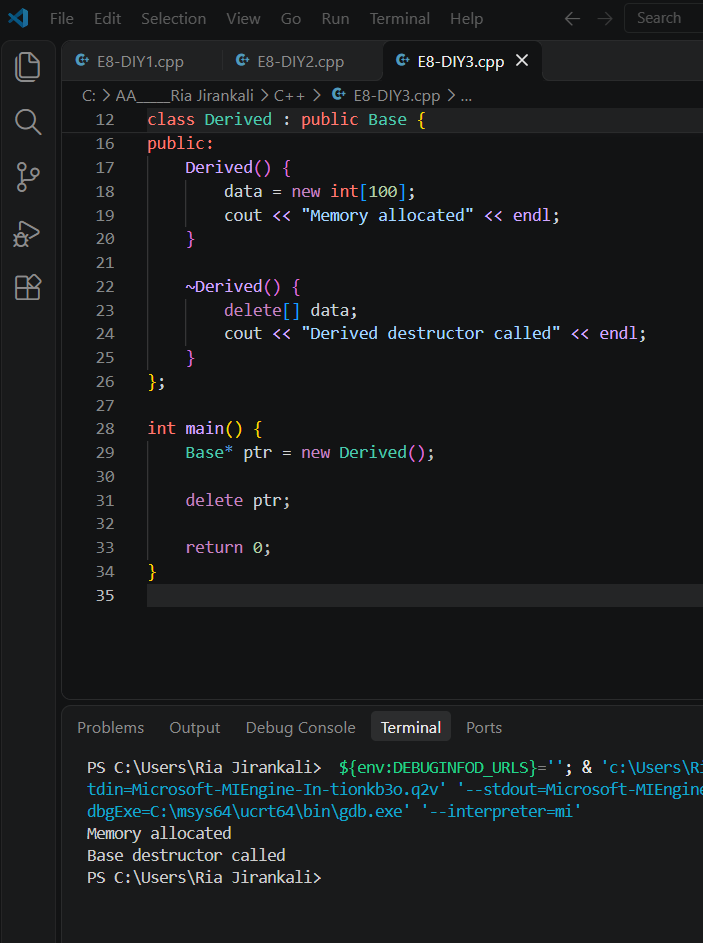 File Edit Selection View Go Run Terminal Help Search
E8-DIY1.cpp E8-DIY2.cpp E8-DIY3.cpp
C: > AA____Ria Jirankali > C++ > E8-DIY3.cpp > ...
12 class Derived : public Base {
16 public:
17 Derived() {
18 data = new int[100];
19 cout << "Memory allocated" << endl;
20 }
21
22 ~Derived() {
23 delete[] data;
24 cout << "Derived destructor called" << endl;
25 }
26 };
27
28 int main() {
29 Base* ptr = new Derived();
30
31 delete ptr;
32
33 return 0;
34 }
35
Problems Output Debug Console Terminal Ports
PS C:\Users\Ria Jirankali> ${env:DEBUGINFOD_URLS}=''; & 'c:\Users\Ri
tdin=Microsoft-MIEngine-In-tionkb3o.q2v' '--stdout=Microsoft-MIEngine
dbgExe=C:\msys64\ucrt64\bin\gdb.exe' '--interpreter=mi'
Memory allocated
Base destructor called
PS C:\Users\Ria Jirankali>